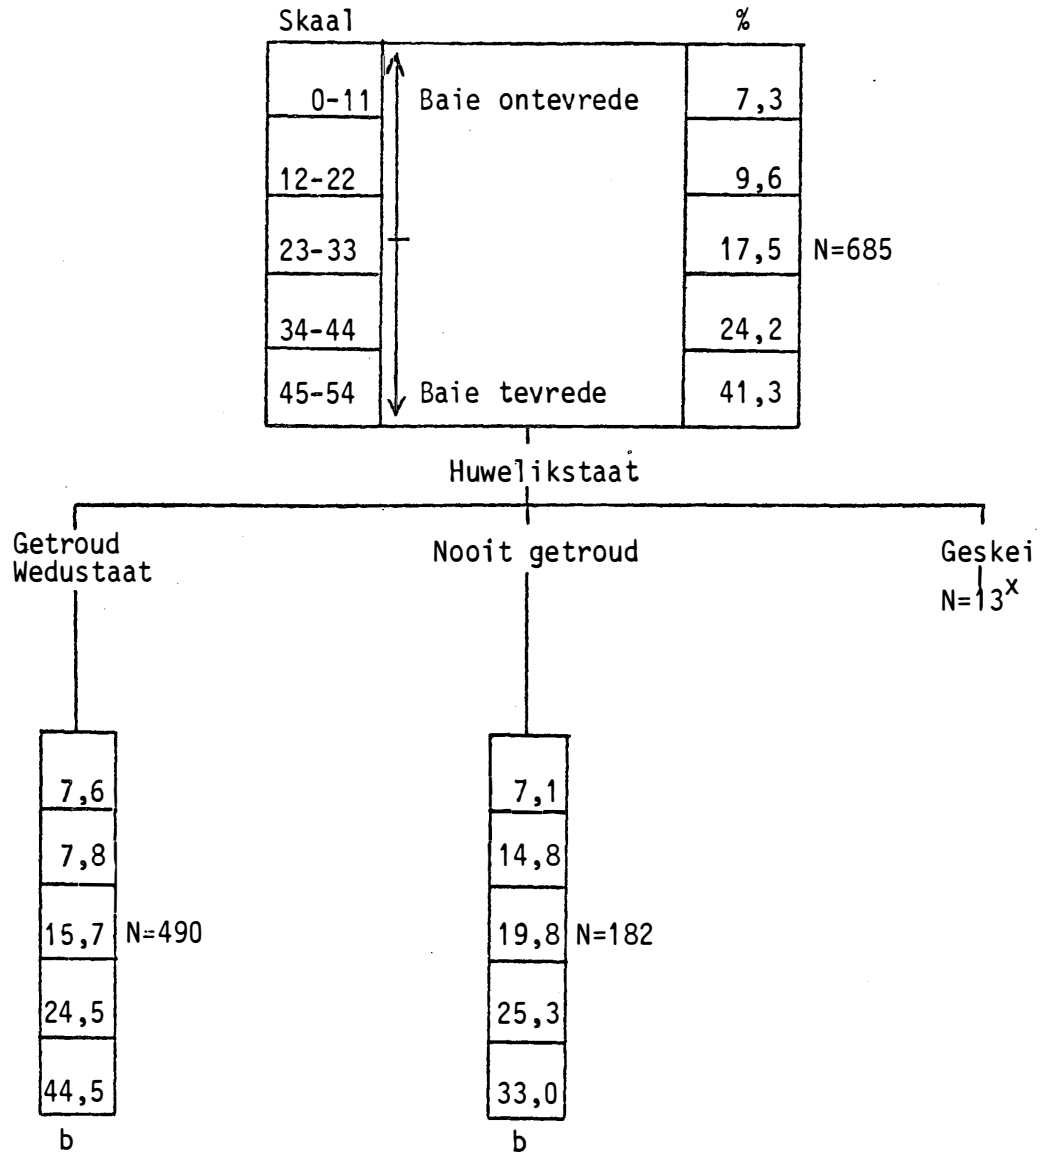 Skaal %
0-11 Baie ontevrede 7,3
12-22 9,6
23-33 17,5 N=685
34-44 24,2
45-54 Baie tevrede 41,3
Huwelikstaat
Getroud Nooit getroud Geskei
Wedustaat
N=13x
7,6 7,1
7,8 14,8
15,7 N=490 19,8 N=182
24,5 25,3
44,5 33,0
b b